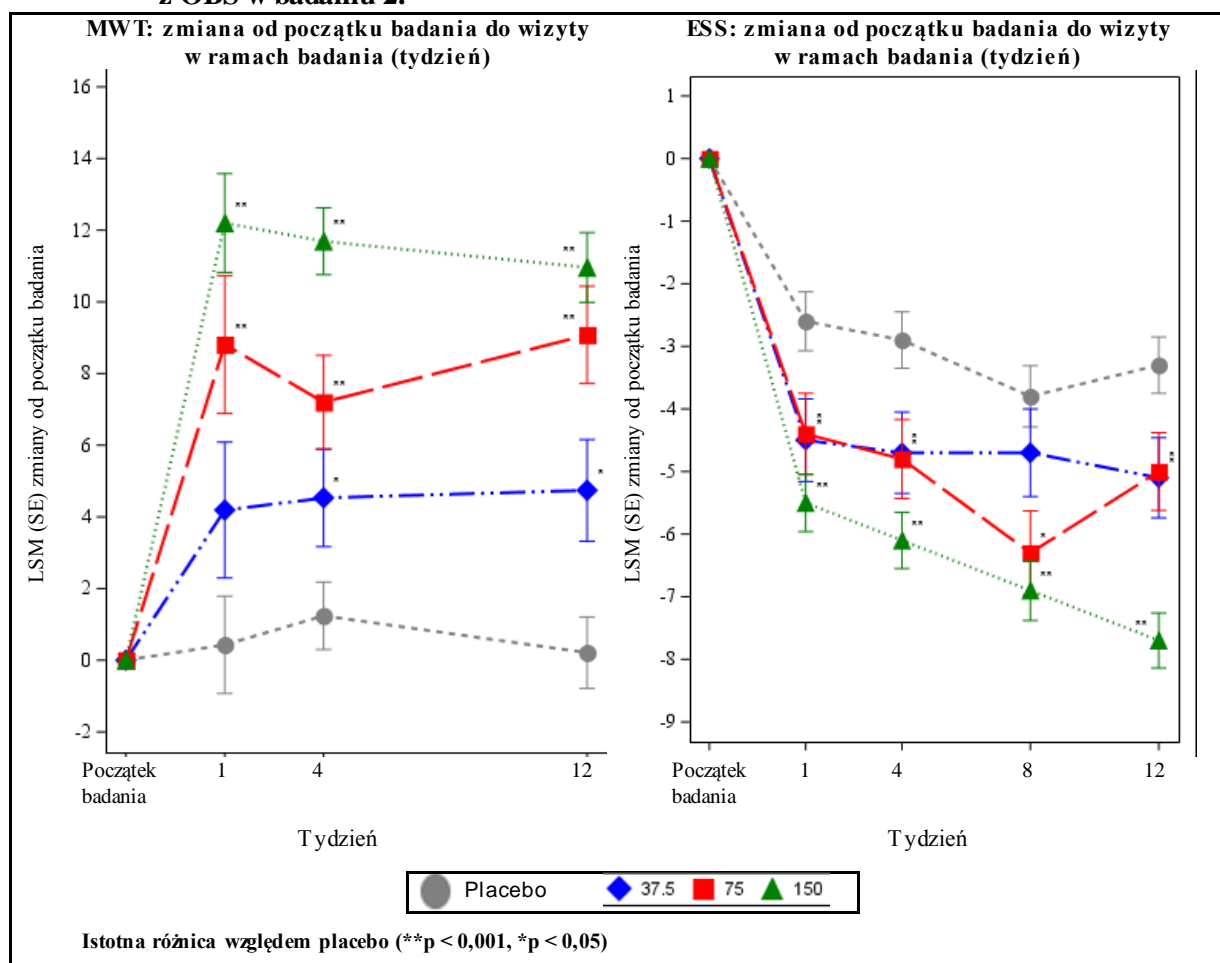 z OBS w badaniu 2.
MWT: zmiana od początku badania do wizyty
w ramach badania (tydzień)
LSM (SE) zmiany od początku badania
16
14
12
10
8
6
4
2
0
-2
** ** **
** ** **
* *
Początek badania 1 4 12
Tydzień
ESS: zmiana od początku badania do wizyty
w ramach badania (tydzień)
LSM (SE) zmiany od początku badania
1
0
-1
-2
-3
-4
-5
-6
-7
-8
-9
* * *
* * *
** ** * ** **
Początek badania 1 4 8 12
Tydzień
Placebo 37.5 75 150
Istotna różnica względem placebo (**p < 0,001, *p < 0,05)